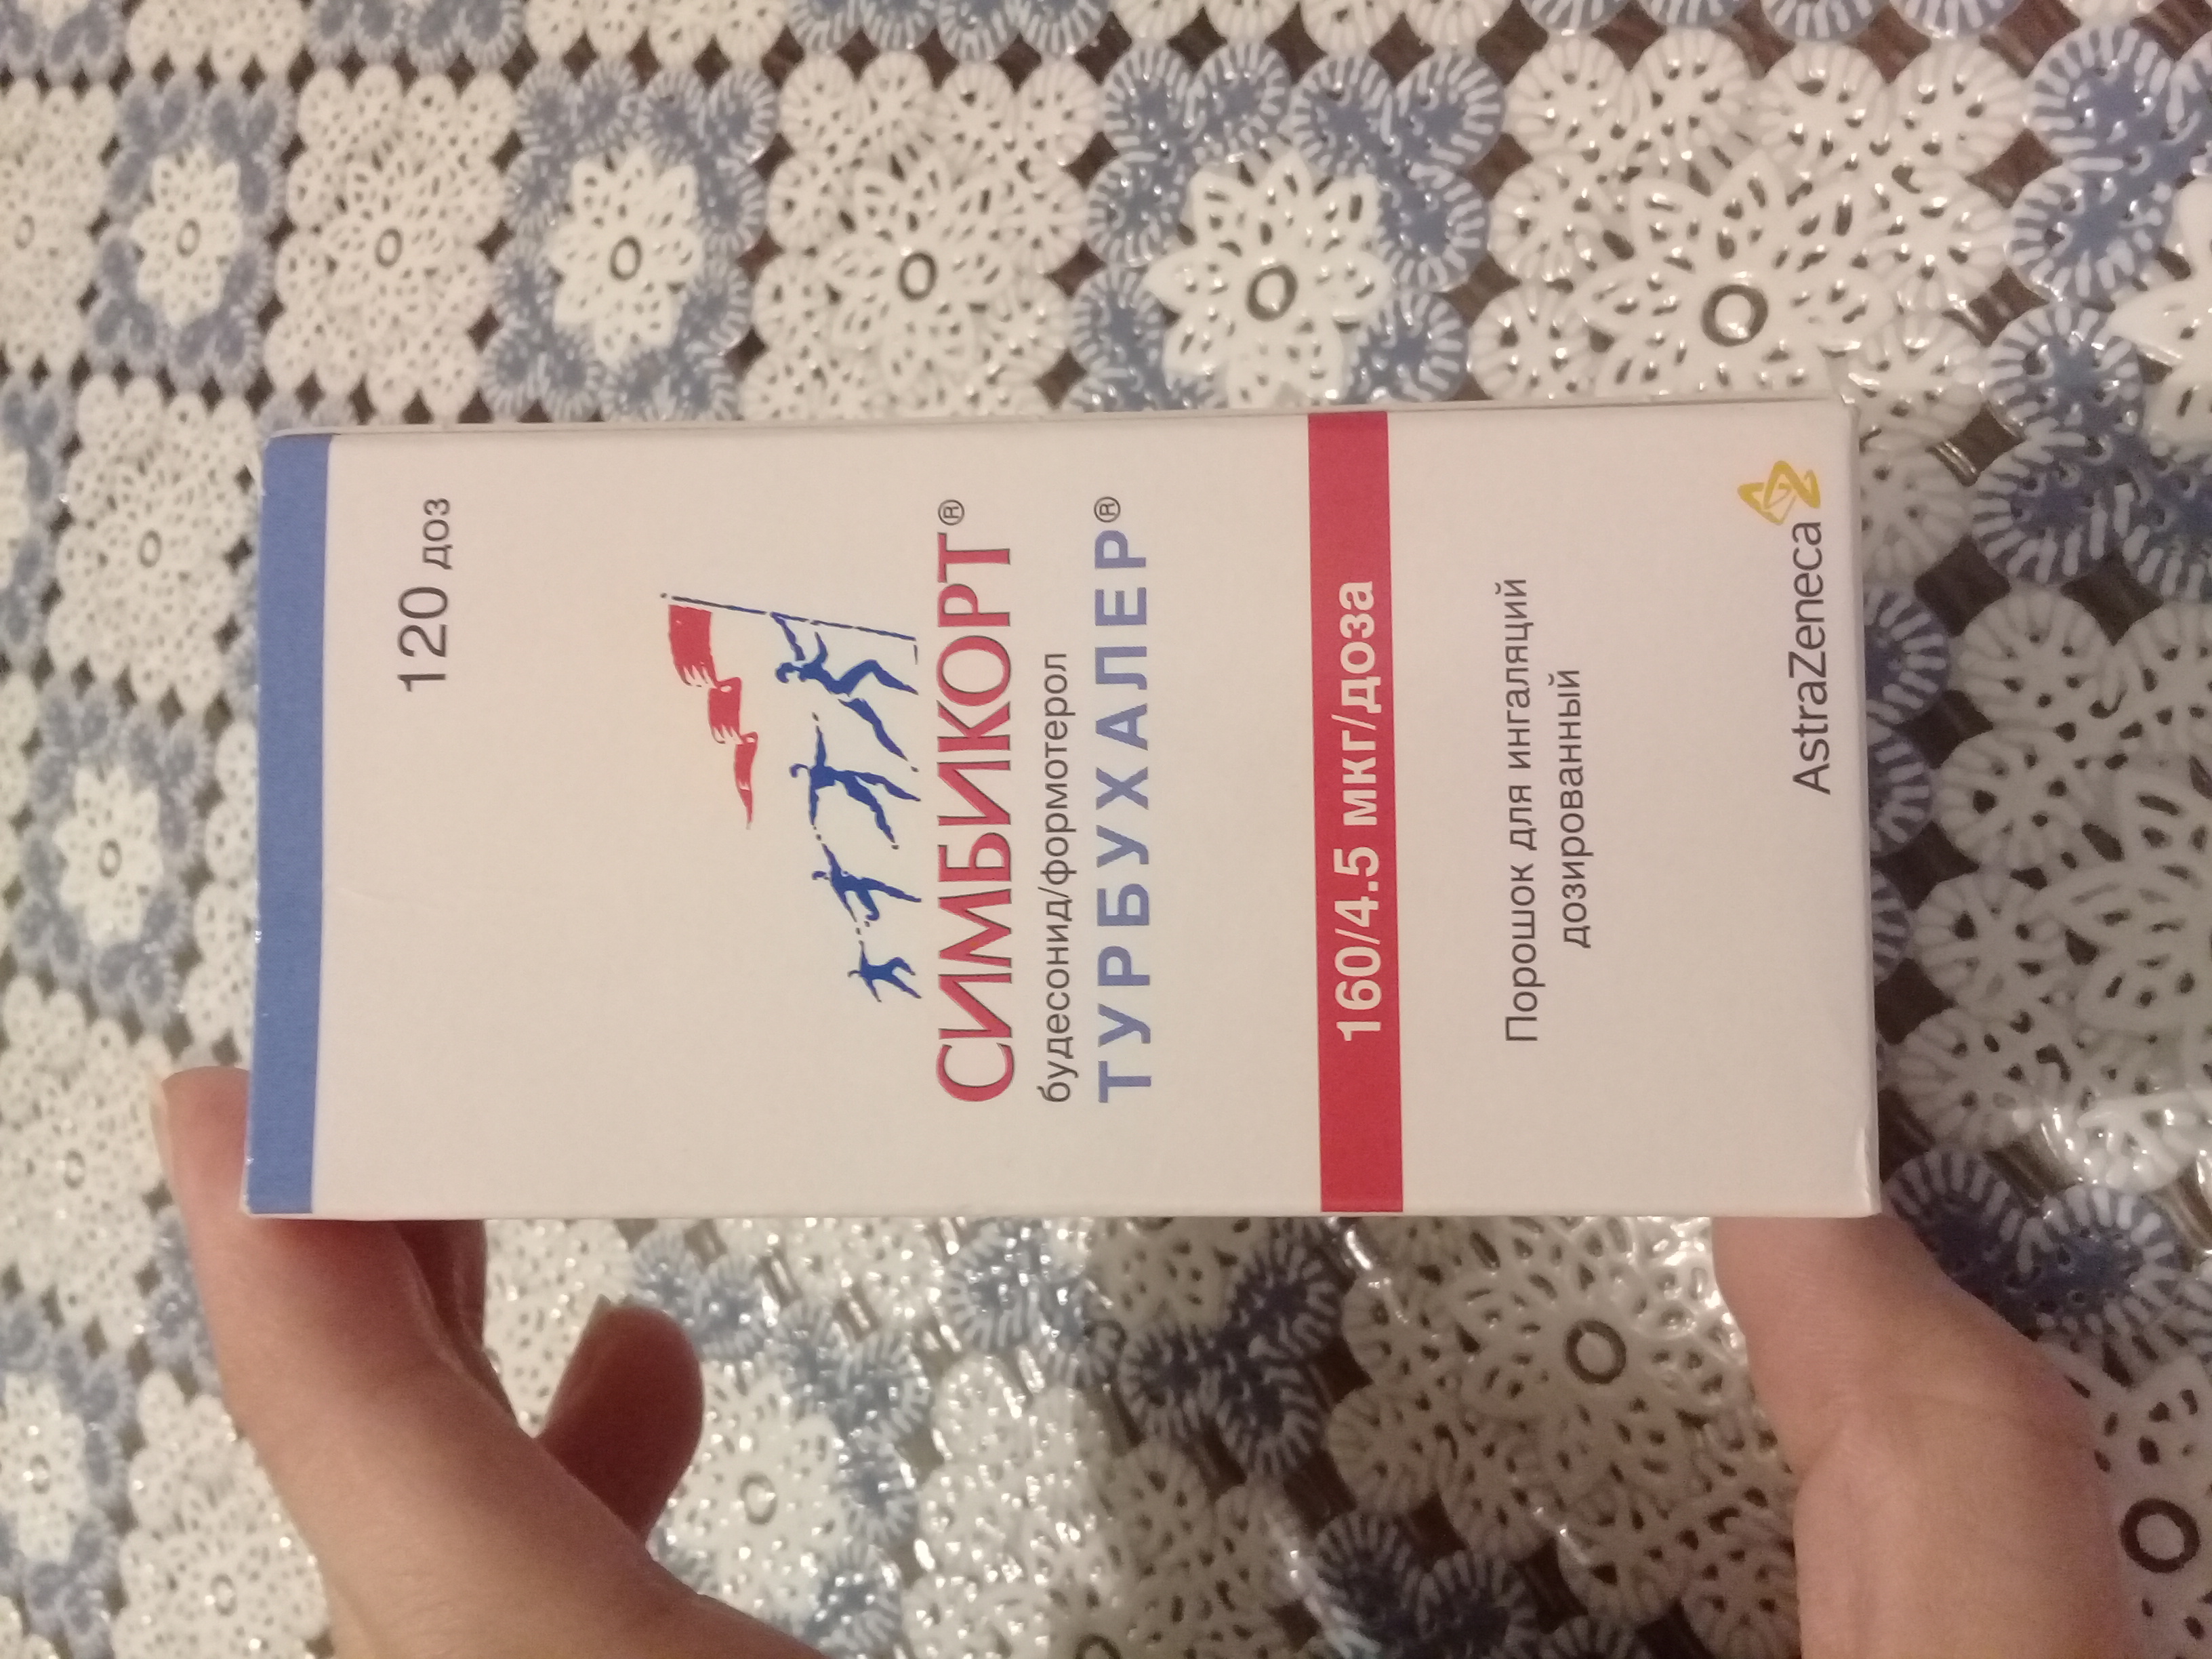 120 доз
СИМБИКОРТ®
будесонид/формотерол
ТУРБУХАЛЕР®
160/4.5 мкг/доза
Порошок для ингаляций
дозированный
AstraZeneca